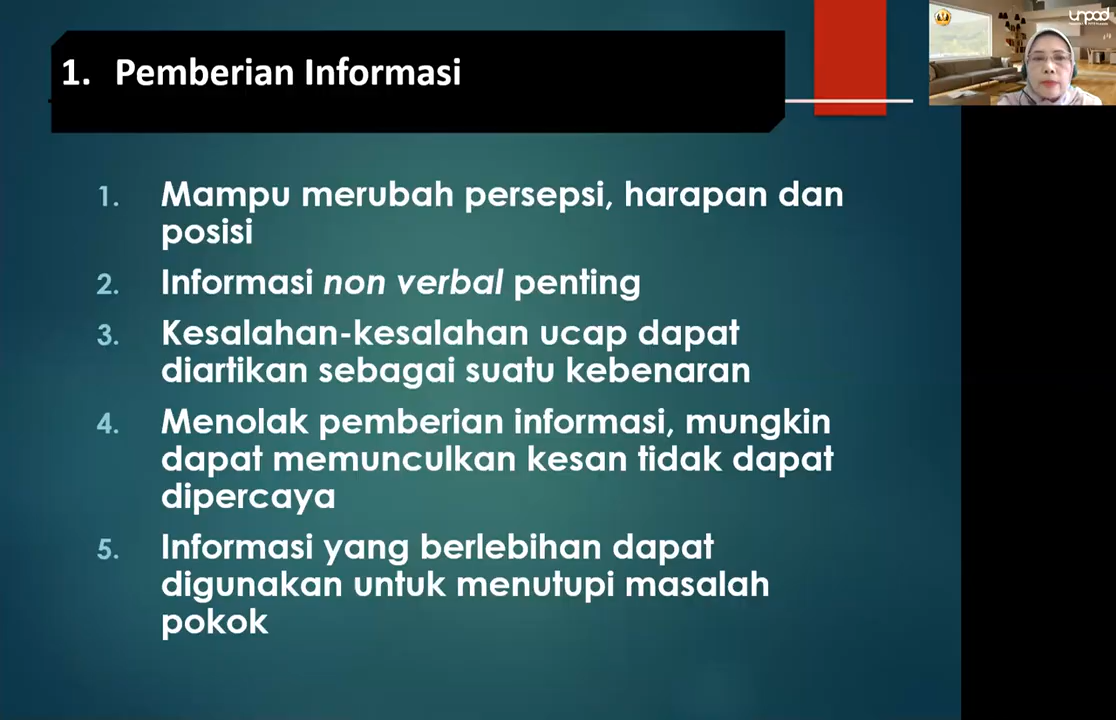 1. Pemberian Informasi
unpad
1. Mampu merubah persepsi, harapan dan
posisi
2. Informasi non verbal penting
3. Kesalahan-kesalahan ucap dapat
diartikan sebagai suatu kebenaran
4. Menolak pemberian informasi, mungkin
dapat memunculkan kesan tidak dapat
dipercaya
5. Informasi yang berlebihan dapat
digunakan untuk menutupi masalah
pokok